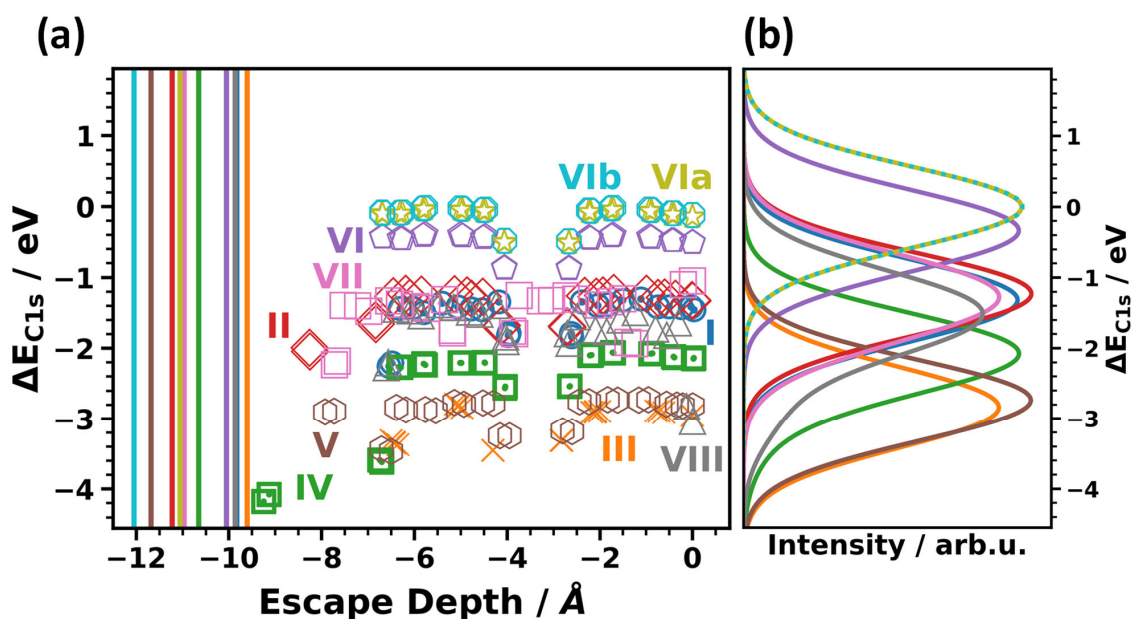 (a)
(b)
ΔE_C1s / eV
1
0
−1
−2
−3
−4
VIb
VIa
VI
VII
II
I
V
III
VIII
IV
−12
−10
−8
−6
−4
−2
0
Escape Depth / Å
1
0
−1
−2
−3
−4
ΔE_C1s / eV
Intensity / arb.u.